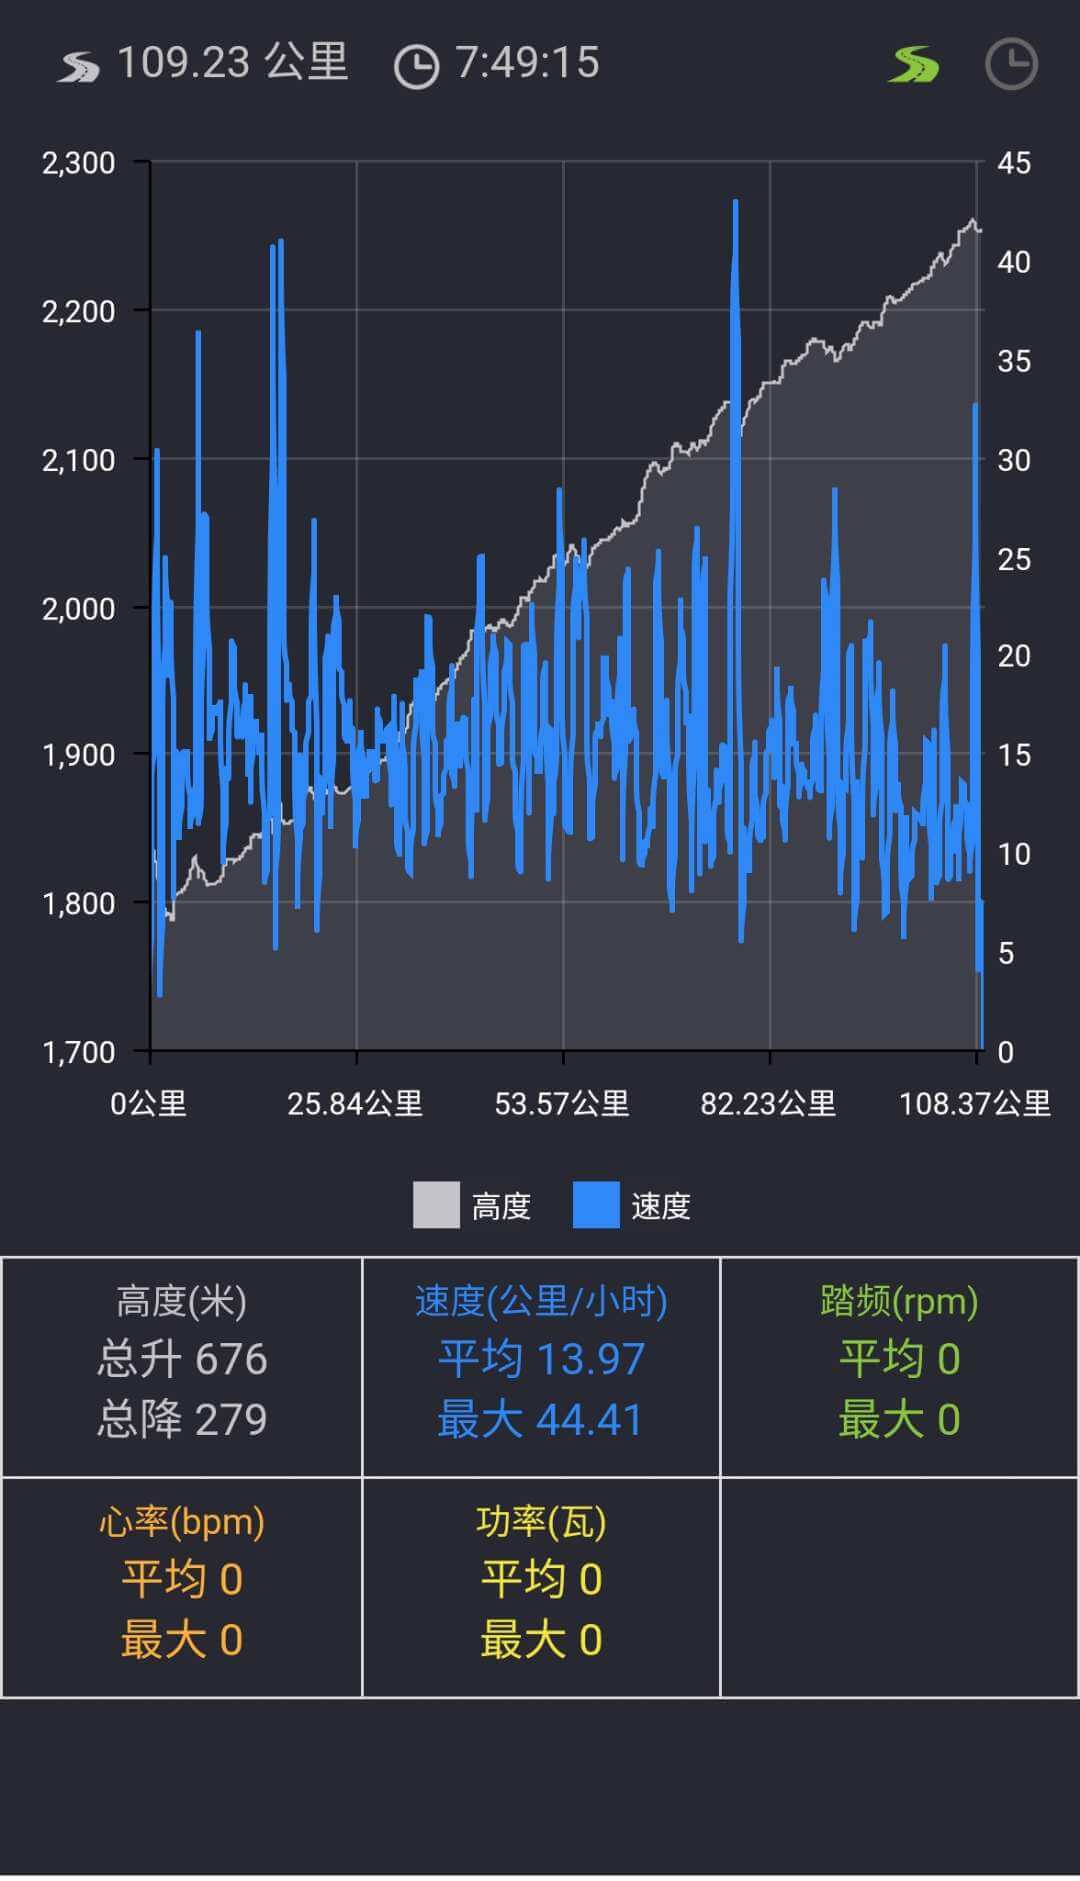 109.23 公里 7:49:15
2,300 45
40
2,200 35
2,100 30
25
2,000
20
1,900 15
10
1,800
5
1,700 0
0公里 25.84公里 53.57公里 82.23公里 108.37公里
高度 速度
高度(米) 速度(公里/小时) 踏频(rpm)
总升 676 平均 13.97 平均 0
总降 279 最大 44.41 最大 0
心率(bpm) 功率(瓦)
平均 0 平均 0
最大 0 最大 0